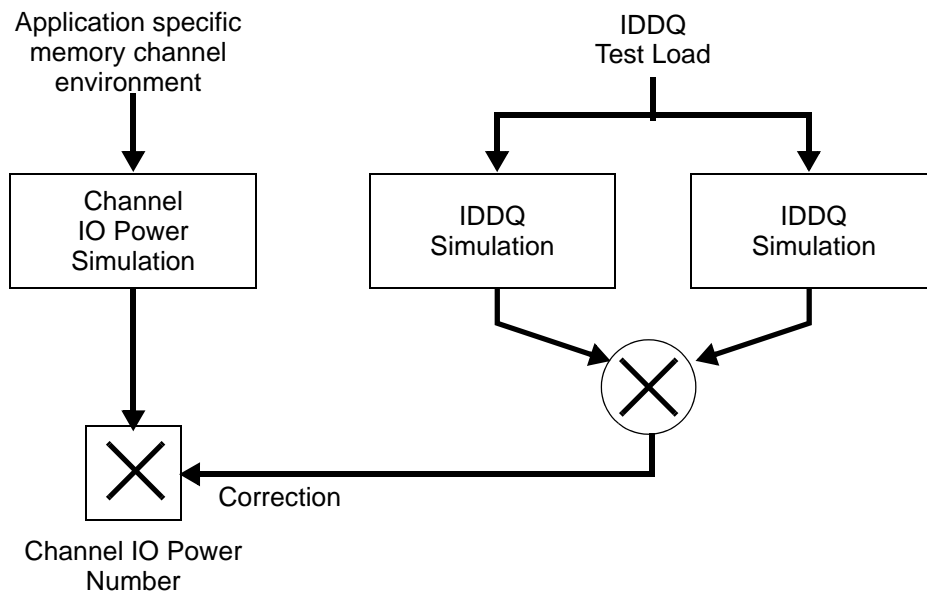 Application specific
memory channel
environment
IDDQ
Test Load
Channel
IO Power
Simulation
IDDQ
Simulation
IDDQ
Simulation
Correction
Channel IO Power
Number